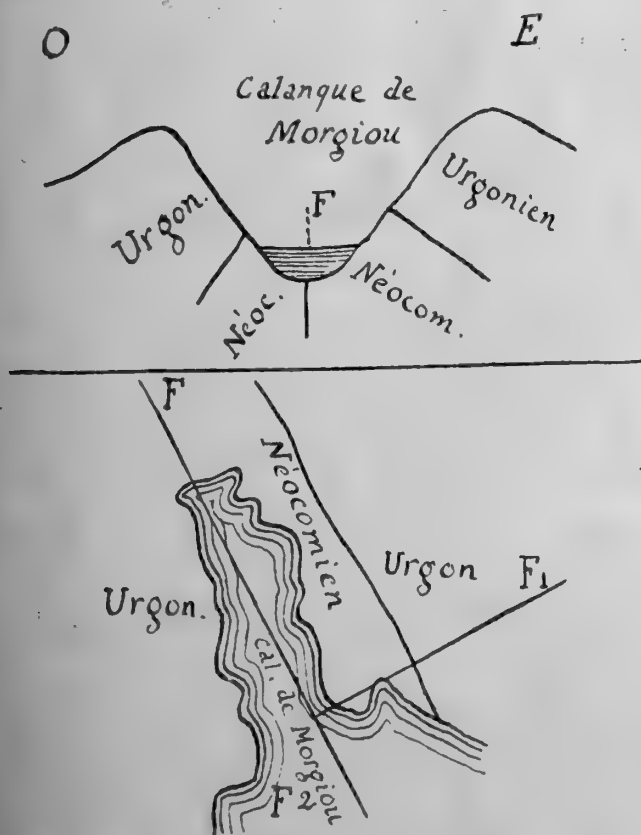 O
E
Calanque de
Morgiou
Urgon.
F
Urgonien
Néoc.
Néocom.
F
Néocomien
Urgon
F1
Urgon.
Cal. de Morgiou
F2